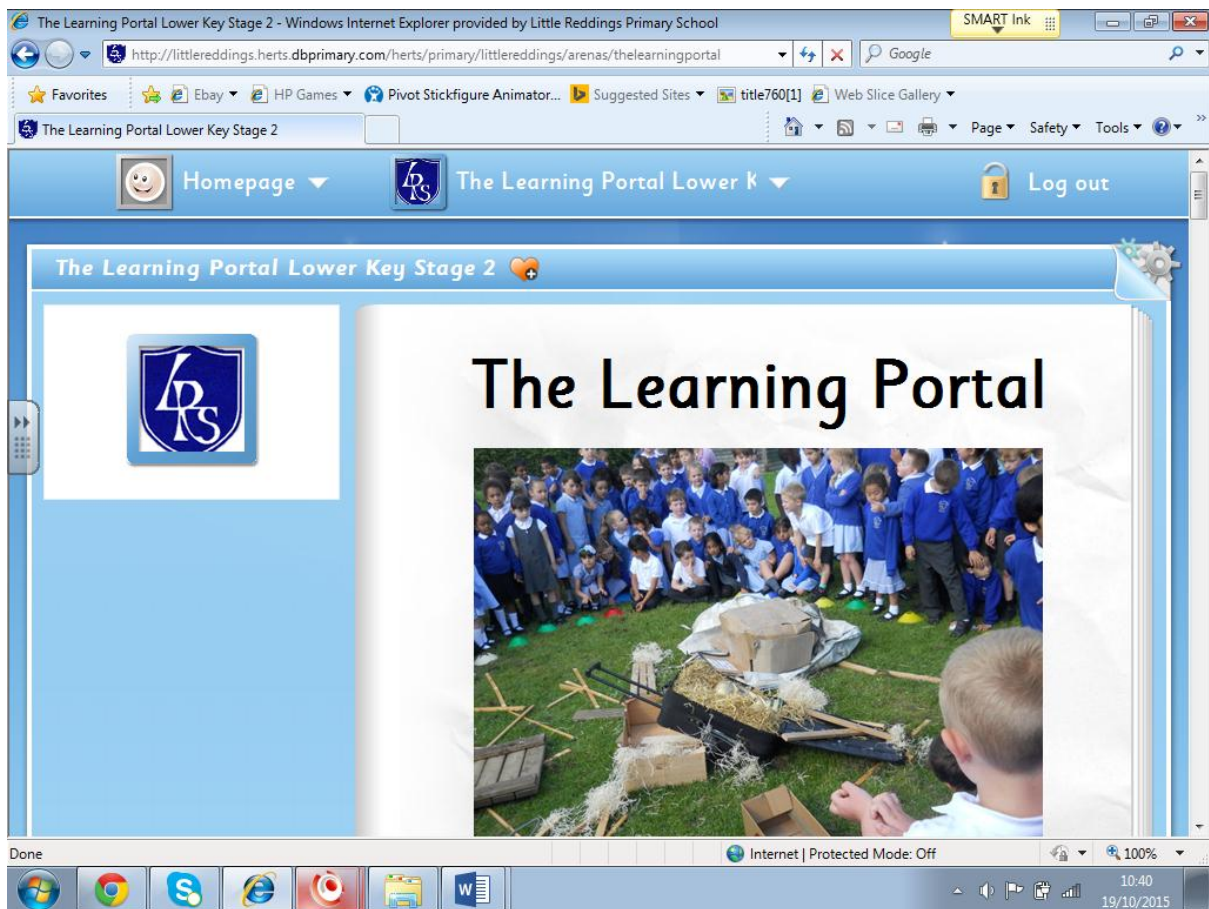 The Learning Portal Lower Key Stage 2 - Windows Internet Explorer provided by Little Reddings Primary School
SMART Ink
http://littlereddings.herts.dbprimary.com/herts/primary/littlereddings/arenas/thelearningportal
Google
Favorites Ebay HP Games Pivot Stickfigure Animator... Suggested Sites title760[1] Web Slice Gallery
The Learning Portal Lower Key Stage 2
Page Safety Tools
Homepage The Learning Portal Lower K Log out
The Learning Portal Lower Key Stage 2
LRS
The Learning Portal
Done Internet | Protected Mode: Off 100%
10:40
19/10/2015